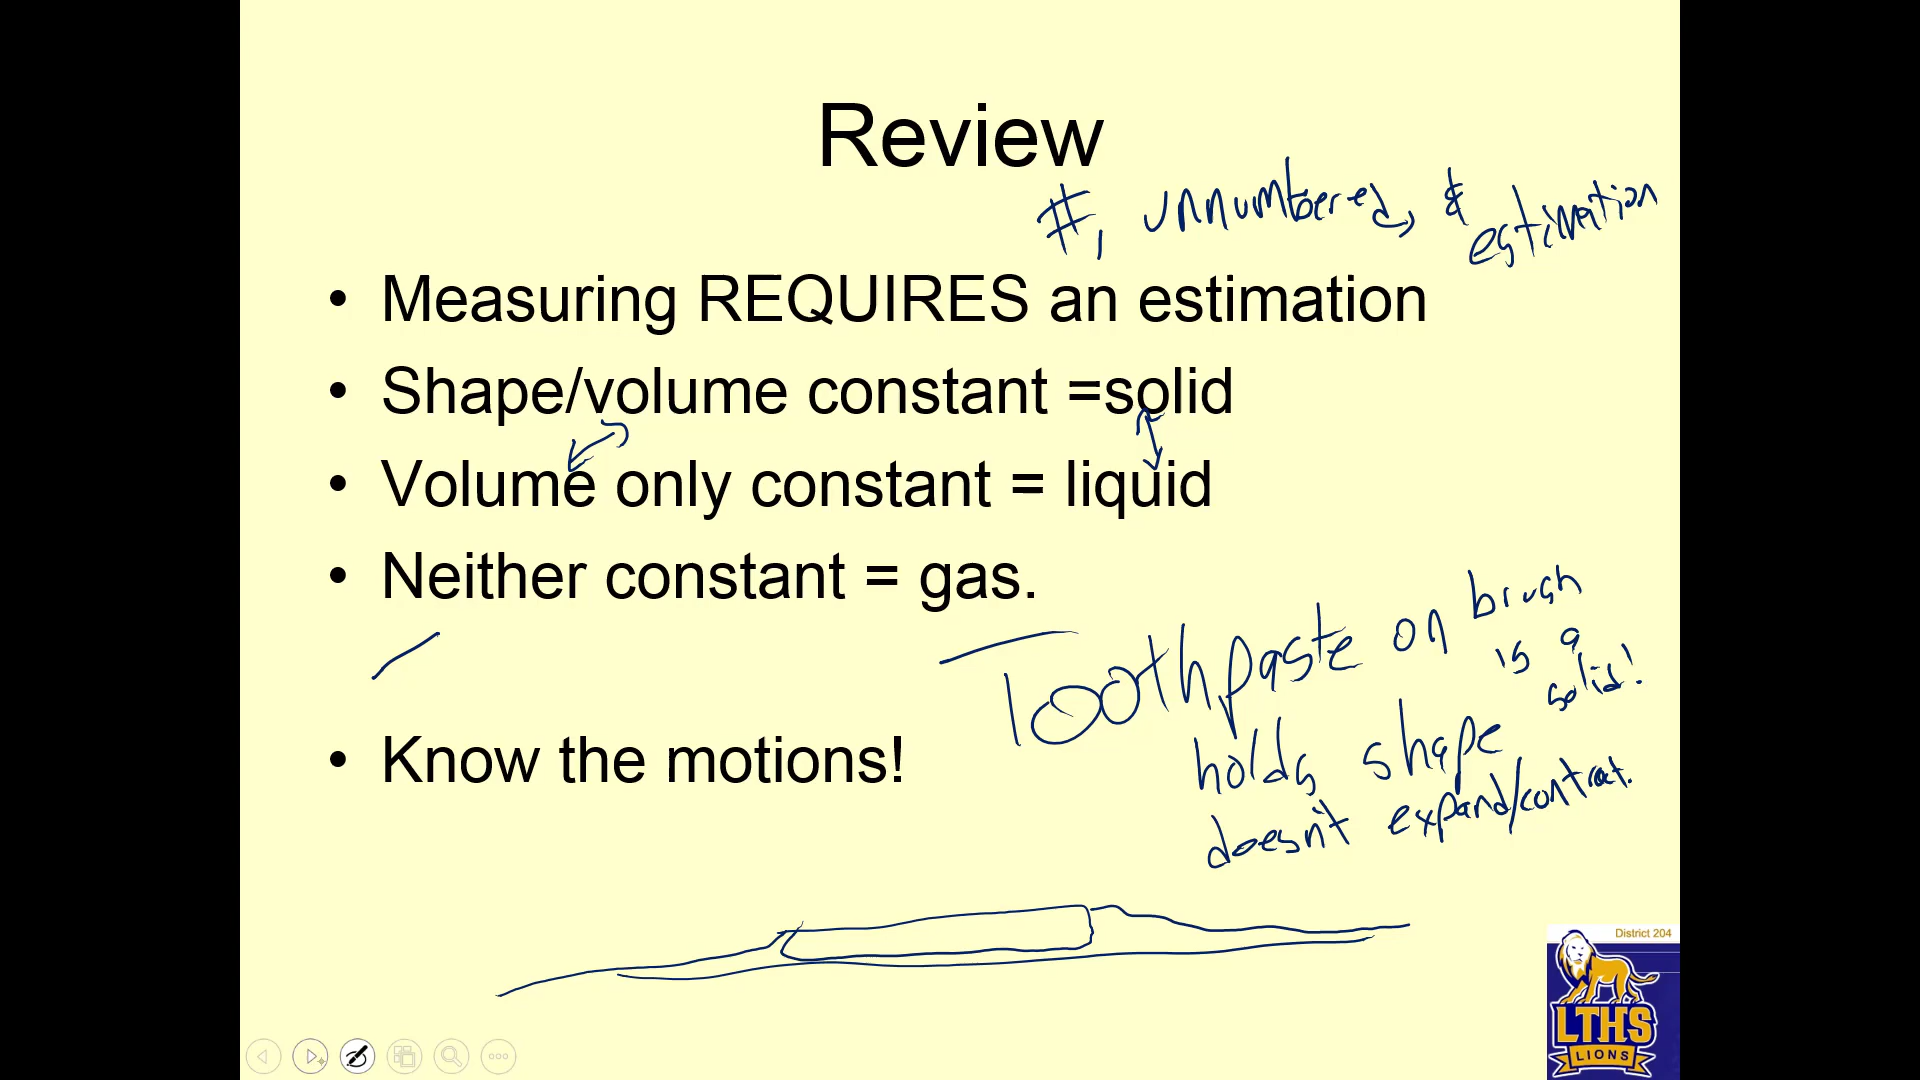 Review
#, unnumbered, &
estimation
• Measuring REQUIRES an estimation
• Shape/volume constant =solid
• Volume only constant = liquid
• Neither constant = gas.
Toothpaste on brush
is a
solid!
holds shape
doesn't expand/contract.
• Know the motions!
District 204
LTHS
LIONS